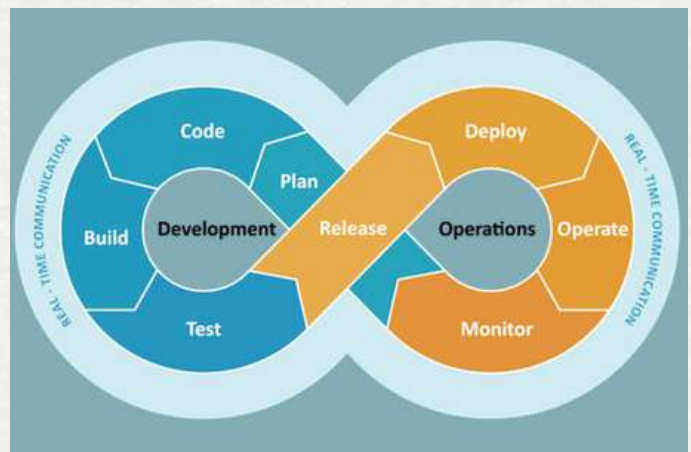 REAL - TIME COMMUNICATION
Code
Plan
Development
Build
Test
Release
Deploy
Operations
Operate
Monitor
REAL - TIME COMMUNICATION